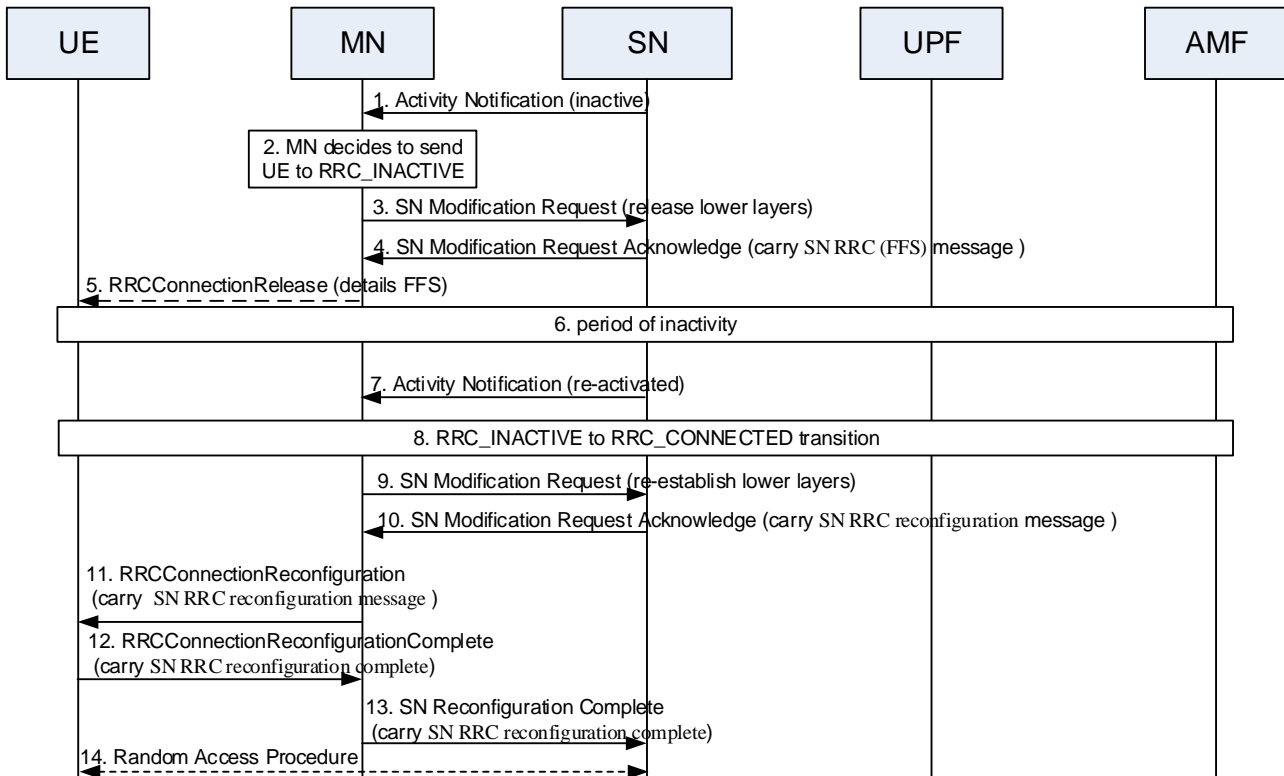 UE
MN
SN
UPF
AMF
1. Activity Notification (inactive)
2. MN decides to send
UE to RRC_INACTIVE
3. SN Modification Request (release lower layers)
4. SN Modification Request Acknowledge (carry SN RRC (FFS) message )
5. RRCConnectionRelease (details FFS)
6. period of inactivity
7. Activity Notification (re-activated)
8. RRC_INACTIVE to RRC_CONNECTED transition
9. SN Modification Request (re-establish lower layers)
10. SN Modification Request Acknowledge (carry SN RRC reconfiguration message )
11. RRCConnectionReconfiguration
(carry SN RRC reconfiguration message )
12. RRCConnectionReconfigurationComplete
(carry SN RRC reconfiguration complete)
13. SN Reconfiguration Complete
(carry SN RRC reconfiguration complete)
14. Random Access Procedure